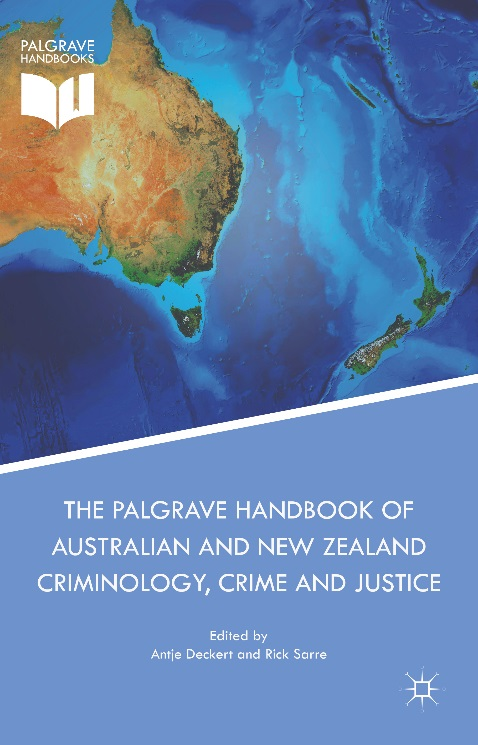 PALGRAVE
HANDBOOKS
THE PALGRAVE HANDBOOK OF
AUSTRALIAN AND NEW ZEALAND
CRIMINOLOGY, CRIME AND JUSTICE
Edited by
Antje Deckert and Rick Sarre